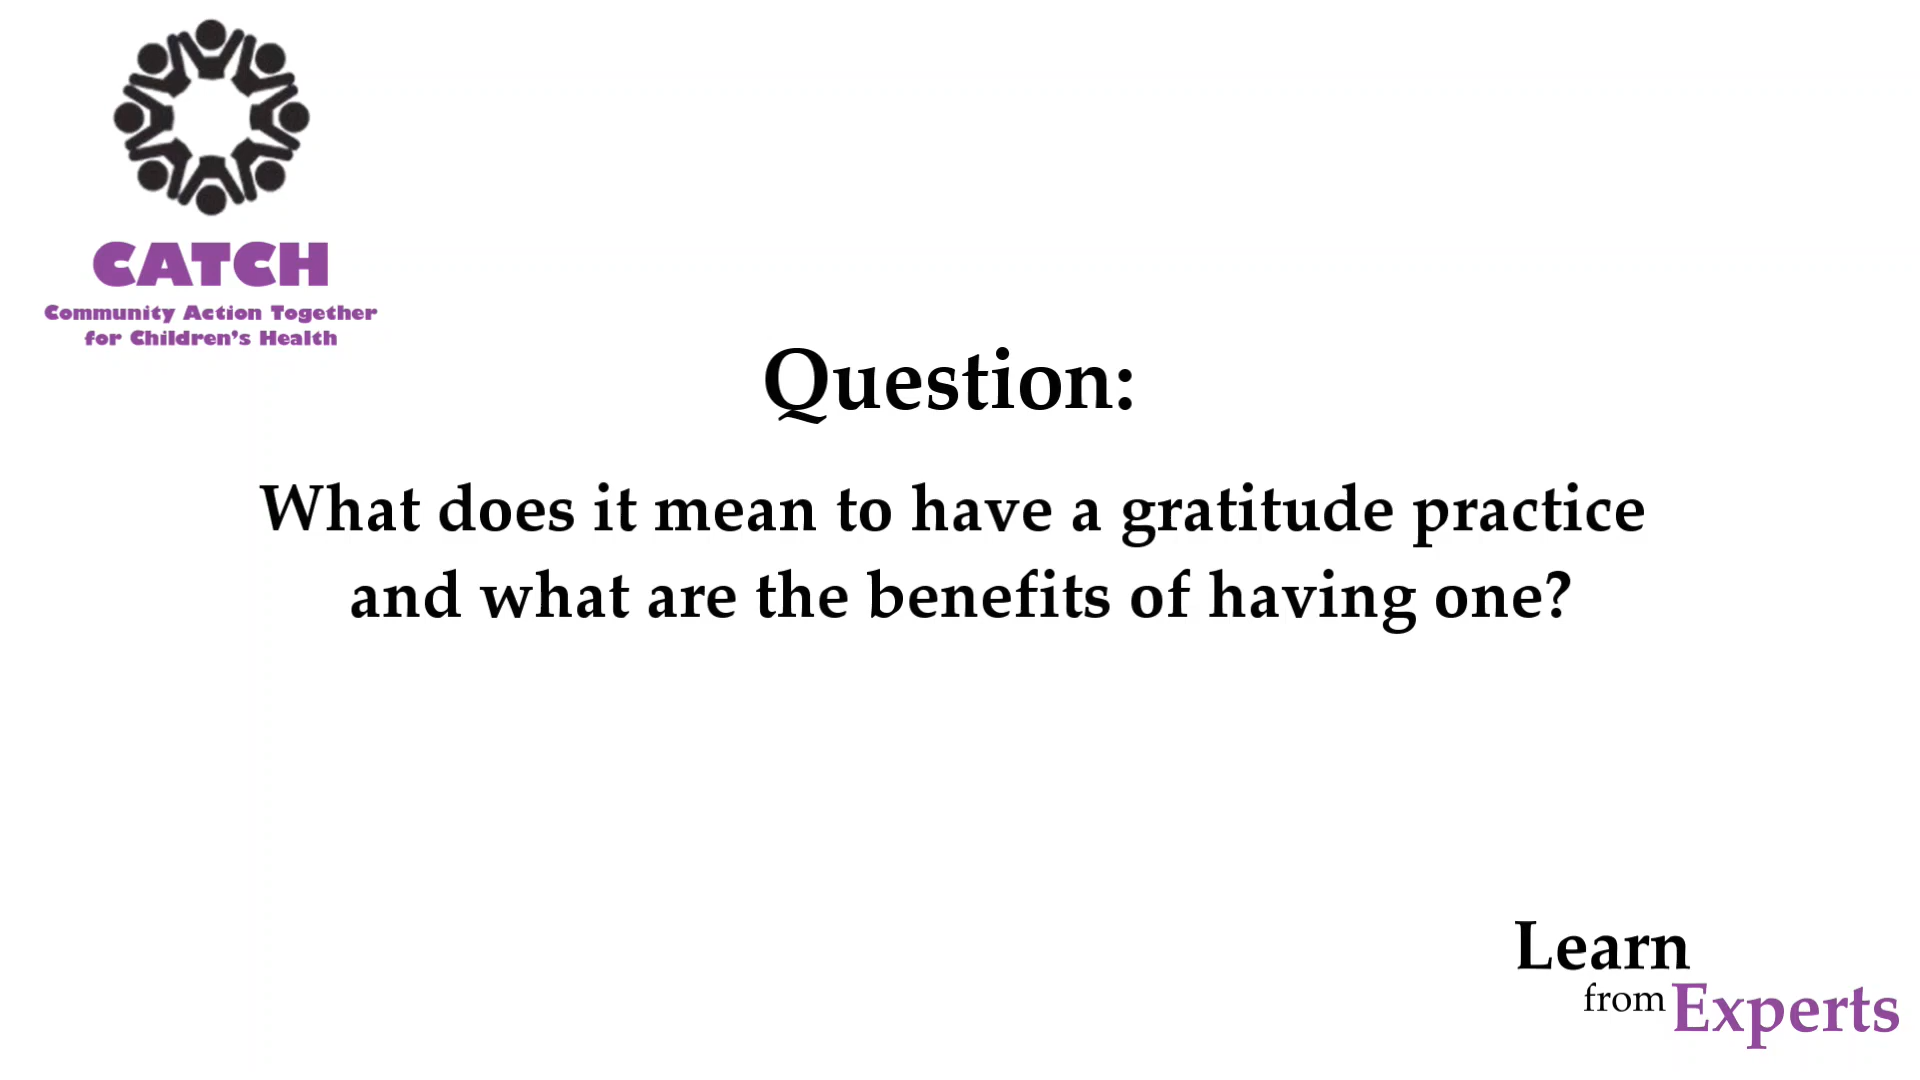 CATCH
Community Action Together
for Children's Health
Question:
What does it mean to have a gratitude practice
and what are the benefits of having one?
Learn
from Experts